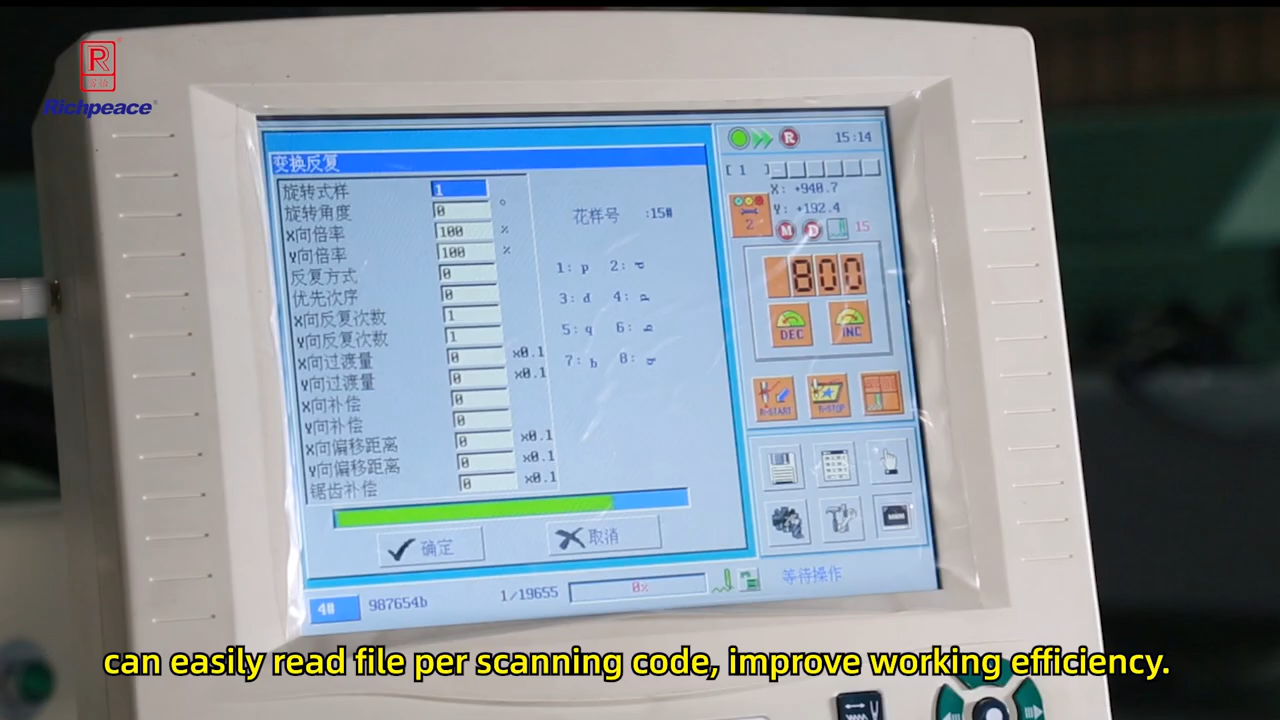 R
Richpeace
变换反复
旋转式样 1
旋转角度 0 °
X向倍率 100 %
Y向倍率 100 %
反复方式 0
优先次序 0
X向反复次数 1
Y向反复次数 1
X向过渡量 0 x0.1
Y向过渡量 0 x0.1
X向补偿 0
Y向补偿 0
X向偏移距离 0 x0.1
Y向偏移距离 0 x0.1
锯齿补偿 0 x0.1
花样号 :15#
1: p 2:
3: d 4:
5: q 6:
7: b 8:
确定 取消
R 15:14
[ 1 ]
X: +940.7
Y: +192.4
2 M D 15
800
DEC INC
R-START R-STOP
4# 987654b 1/19655 0% 等待操作
can easily read file per scanning code, improve working efficiency.